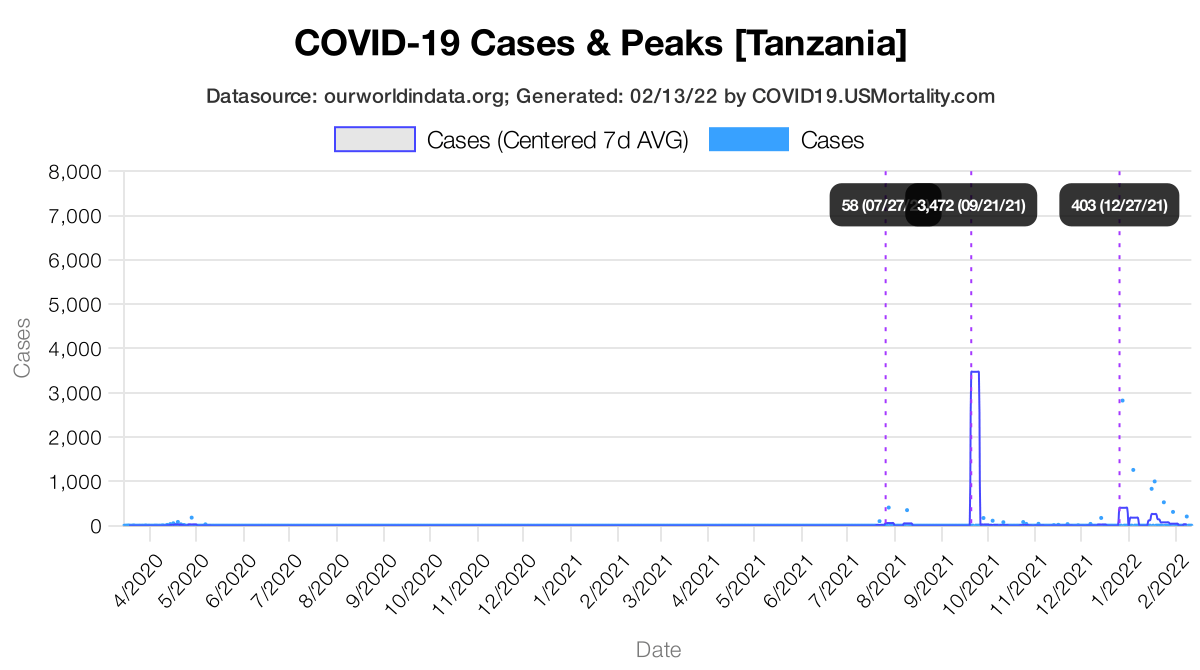 COVID-19 Cases & Peaks [Tanzania]
Datasource: ourworldindata.org; Generated: 02/13/22 by COVID19.USMortality.com
Cases (Centered 7d AVG) Cases
8,000
7,000
6,000
5,000
4,000
3,000
2,000
1,000
0
Cases
58 (07/27/ 3,472 (09/21/21) 403 (12/27/21)
4/2020 5/2020 6/2020 7/2020 8/2020 9/2020 10/2020 11/2020 12/2020 1/2021 2/2021 3/2021 4/2021 5/2021 6/2021 7/2021 8/2021 9/2021 10/2021 11/2021 12/2021 1/2022 2/2022
Date